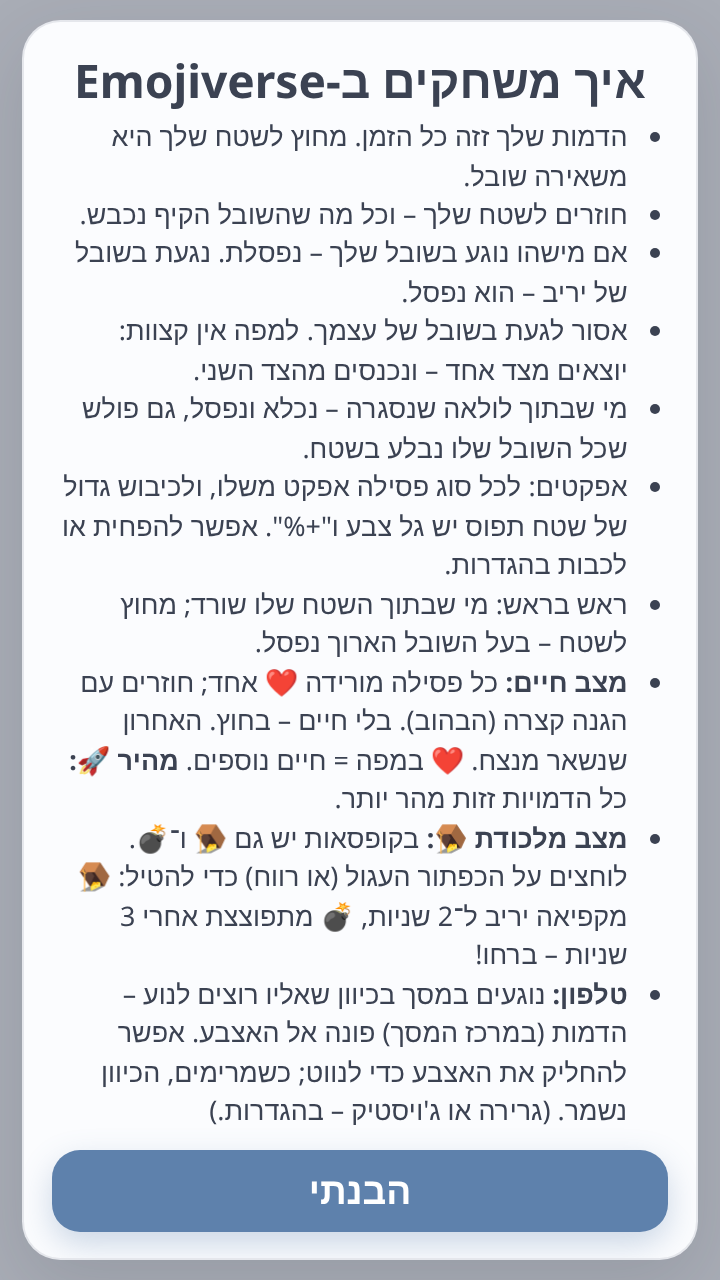 איך משחקים ב-Emojiverse
• הדמות שלך זזה כל הזמן. מחוץ לשטח שלך היא
משאירה שובל.
• חוזרים לשטח שלך – וכל מה שהשובל הקיף נכבש.
• אם מישהו נוגע בשובל שלך – נפסלת. נגעת בשובל
של יריב – הוא נפסל.
• אסור לגעת בשובל של עצמך. למפה אין קצוות:
יוצאים מצד אחד – ונכנסים מהצד השני.
• מי שבתוך לולאה שנסגרה – נכלא ונפסל, גם פולש
שכל השובל שלו נבלע בשטח.
• אפקטים: לכל סוג פסילה אפקט משלו, ולכיבוש גדול
של שטח תפוס יש גל צבע ו"+%". אפשר להפחית או
לכבות בהגדרות.
• ראש בראש: מי שבתוך השטח שלו שורד; מחוץ
לשטח – בעל השובל הארוך נפסל.
• מצב חיים: כל פסילה מורידה ❤️ אחד; חוזרים עם
הגנה קצרה (הבהוב). בלי חיים – בחוץ. האחרון
שנשאר מנצח. ❤️ במפה = חיים נוספים. מהיר 🚀:
כל הדמויות זזות מהר יותר.
• מצב מלכודת 🪤: בקופסאות יש גם 🪤 ו־💣.
לוחצים על הכפתור העגול (או רווח) כדי להטיל: 🪤
מקפיאה יריב ל־2 שניות, 💣 מתפוצצת אחרי 3
שניות – ברחו!
• טלפון: נוגעים במסך בכיוון שאליו רוצים לנוע –
הדמות (במרכז המסך) פונה אל האצבע. אפשר
להחליק את האצבע כדי לנווט; כשמרימים, הכיוון
נשמר. (גרירה או ג'ויסטיק – בהגדרות.)
הבנתי